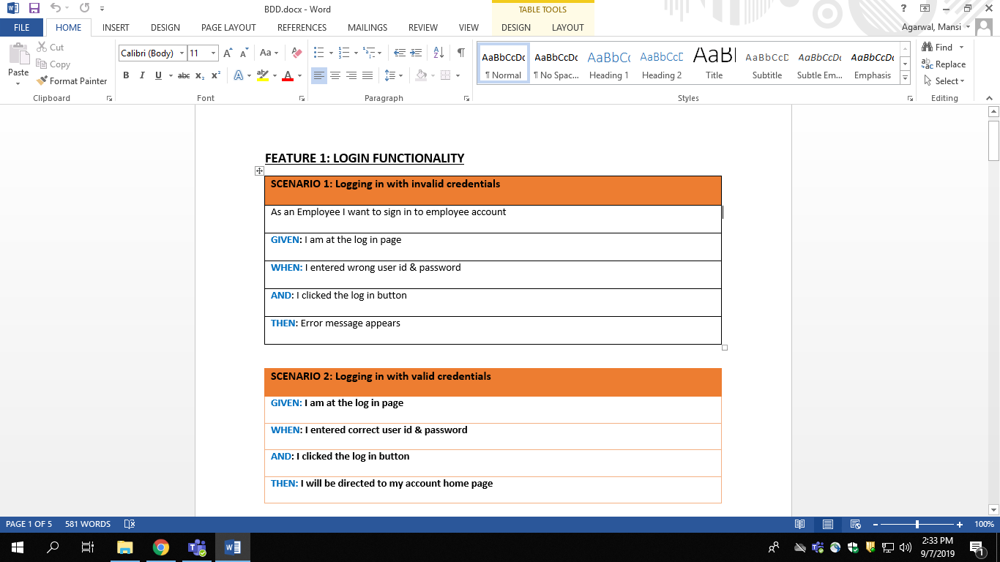 BDD.docx - Word
TABLE TOOLS
?
FILE
HOME
INSERT
DESIGN
PAGE LAYOUT
REFERENCES
MAILINGS
REVIEW
VIEW
DESIGN
LAYOUT
Agarwal, Mansi
Paste
Cut
Copy
Format Painter
Clipboard
Calibri (Body)
11
Font
Paragraph
AaBbCcDc
¶ Normal
AaBbCcDc
¶ No Spac...
AaBbCc
Heading 1
AaBbCcD
Heading 2
AaBl
Title
AaBbCcD
Subtitle
AaBbCcDc
Subtle Em...
AaBbCcDc
Emphasis
Styles
Find
Replace
Select
Editing
FEATURE 1: LOGIN FUNCTIONALITY
SCENARIO 1: Logging in with invalid credentials
As an Employee I want to sign in to employee account
GIVEN: I am at the log in page
WHEN: I entered wrong user id & password
AND: I clicked the log in button
THEN: Error message appears
SCENARIO 2: Logging in with valid credentials
GIVEN: I am at the log in page
WHEN: I entered correct user id & password
AND: I clicked the log in button
THEN: I will be directed to my account home page
PAGE 1 OF 5
581 WORDS
100%
2:33 PM
9/7/2019
1